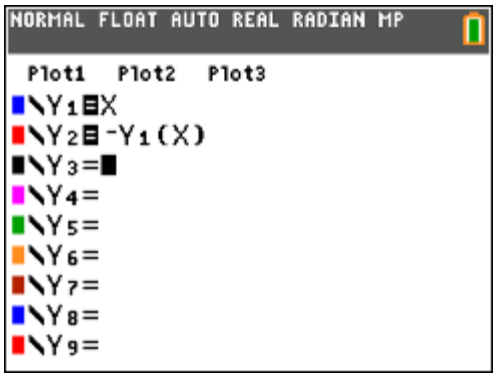 NORMAL FLOAT AUTO REAL RADIAN MP
Plot1 Plot2 Plot3
\Y₁=X
\Y₂=-Y₁(X)
\Y₃=
\Y₄=
\Y₅=
\Y₆=
\Y₇=
\Y₈=
\Y₉=